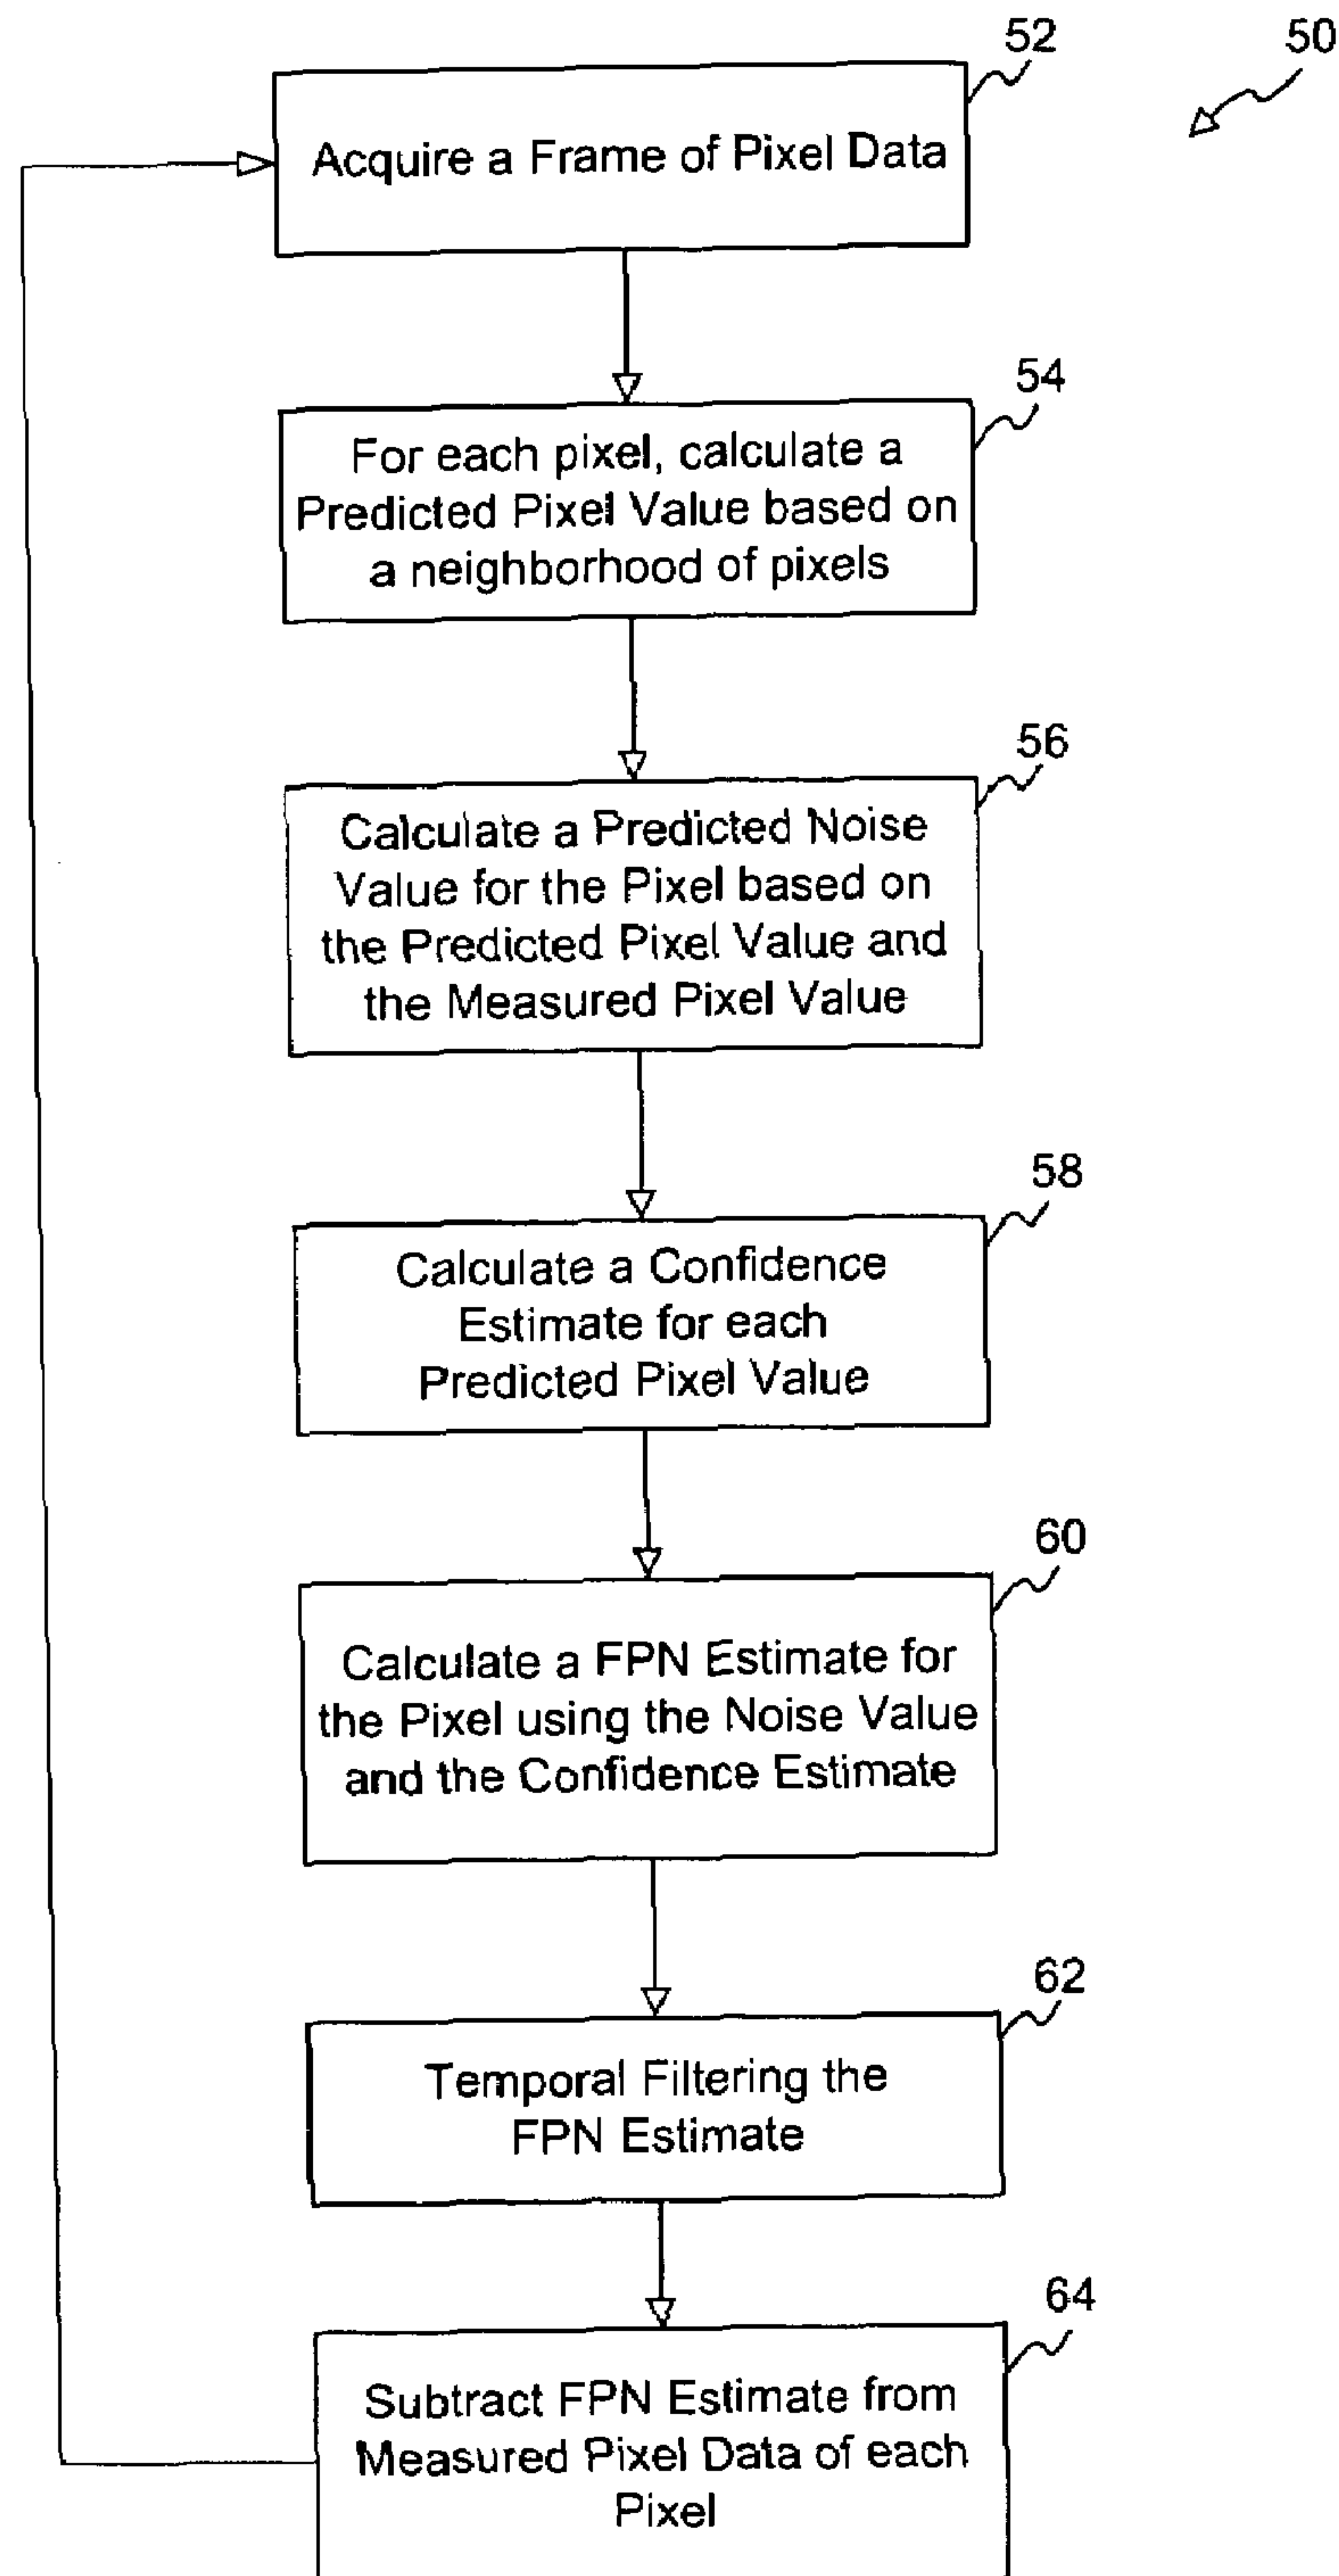 50
52
Acquire a Frame of Pixel Data
54
For each pixel, calculate a
Predicted Pixel Value based on
a neighborhood of pixels
56
Calculate a Predicted Noise
Value for the Pixel based on
the Predicted Pixel Value and
the Measured Pixel Value
58
Calculate a Confidence
Estimate for each
Predicted Pixel Value
60
Calculate a FPN Estimate for
the Pixel using the Noise Value
and the Confidence Estimate
62
Temporal Filtering the
FPN Estimate
64
Subtract FPN Estimate from
Measured Pixel Data of each
Pixel